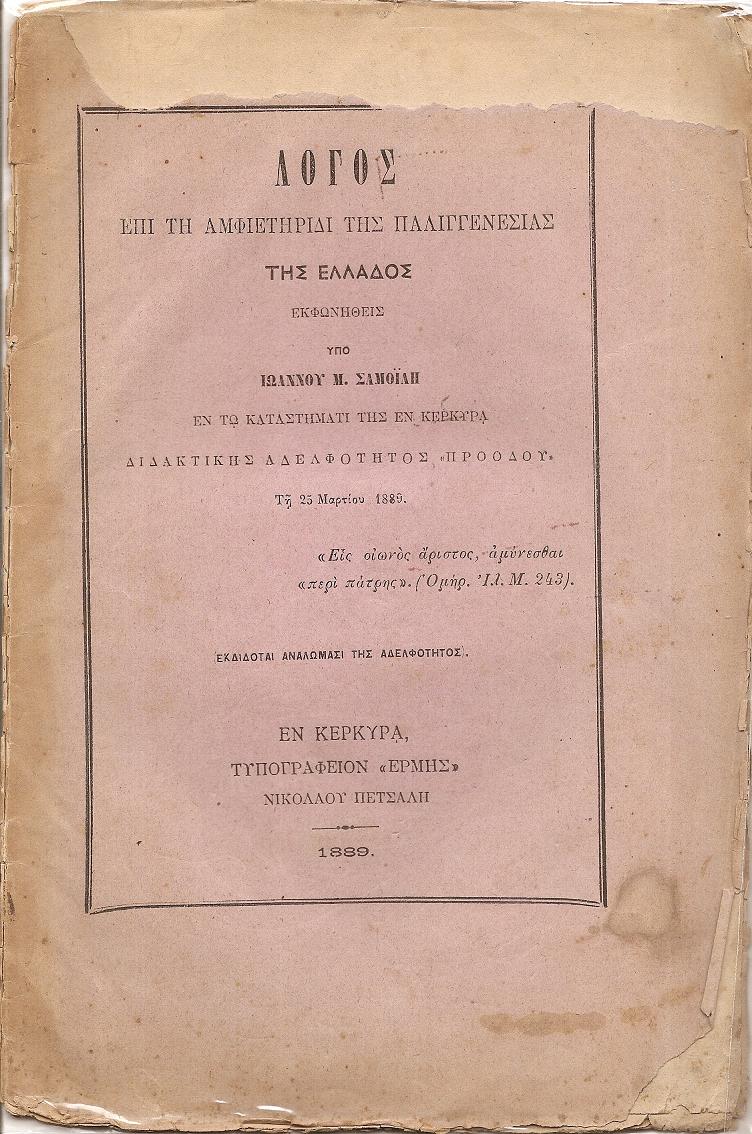 ΛΟΓΟΣ
ΕΠΙ ΤΗ ΑΜΦΙΕΤΗΡΙΔΙ ΤΗΣ ΠΑΛΙΓΓΕΝΕΣΙΑΣ
ΤΗΣ ΕΛΛΑΔΟΣ
ΕΚΦΩΝΗΘΕΙΣ
ΥΠΟ
ΙΩΑΝΝΟΥ Μ. ΣΑΜΟΪΛΗ
ΕΝ Τῼ ΚΑΤΑΣΤΗΜΑΤΙ ΤΗΣ ΕΝ ΚΕΡΚΥΡᾼ
ΔΙΔΑΚΤΙΚΗΣ ΑΔΕΛΦΟΤΗΤΟΣ «ΠΡΟΟΔΟΥ»
Τῇ 25 Μαρτίου 1889.
«Εἷς οἰωνὸς ἄριστος, ἀμύνεσθαι
«περὶ πάτρης». (Ὁμήρ. Ἰλ. Μ. 243).
(ΕΚΔΙΔΟΤΑΙ ΑΝΑΛΩΜΑΣΙ ΤΗΣ ΑΔΕΛΦΟΤΗΤΟΣ).
ΕΝ ΚΕΡΚΥΡᾼ,
ΤΥΠΟΓΡΑΦΕΙΟΝ «ΕΡΜΗΣ»
ΝΙΚΟΛΑΟΥ ΠΕΤΣΑΛΗ
1889.